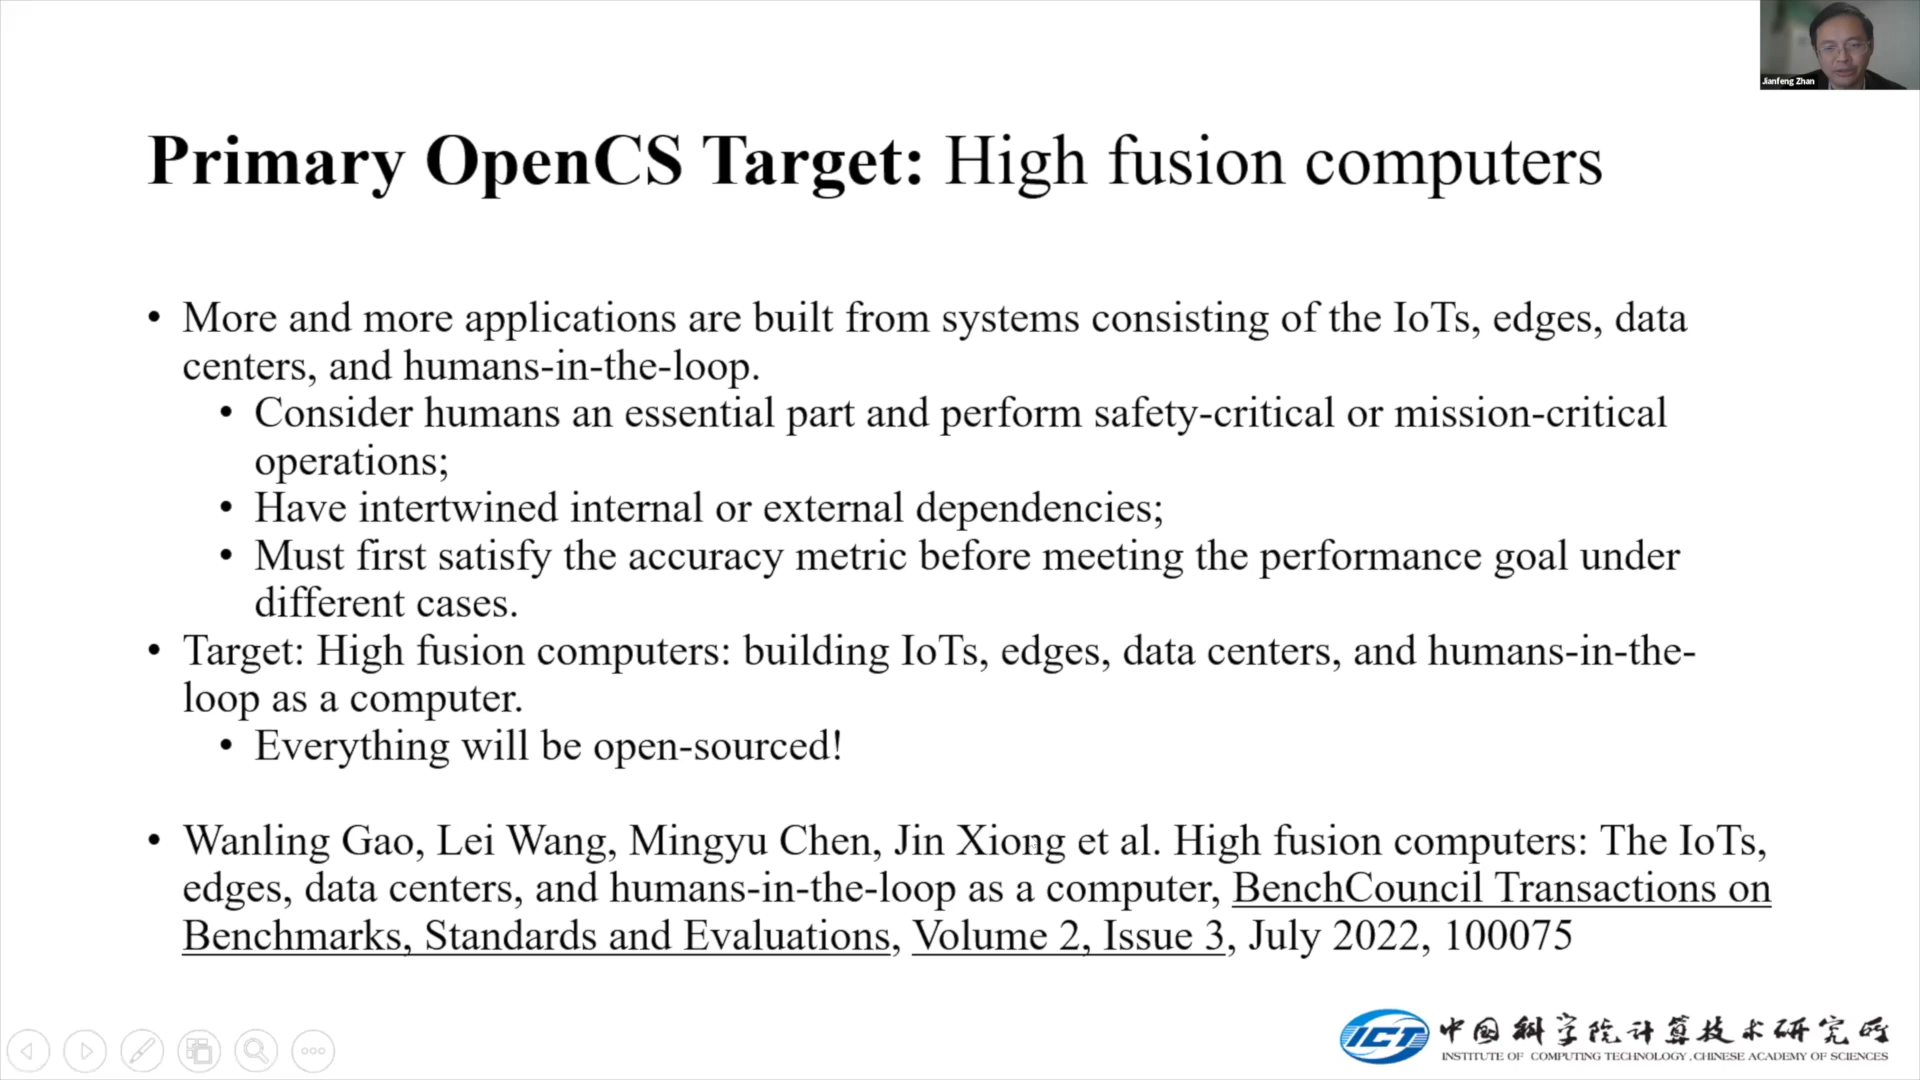 Jianfeng Zhan
Primary OpenCS Target: High fusion computers
• More and more applications are built from systems consisting of the IoTs, edges, data
centers, and humans-in-the-loop.
• Consider humans an essential part and perform safety-critical or mission-critical
operations;
• Have intertwined internal or external dependencies;
• Must first satisfy the accuracy metric before meeting the performance goal under
different cases.
• Target: High fusion computers: building IoTs, edges, data centers, and humans-in-the-
loop as a computer.
• Everything will be open-sourced!
• Wanling Gao, Lei Wang, Mingyu Chen, Jin Xiong et al. High fusion computers: The IoTs,
edges, data centers, and humans-in-the-loop as a computer, BenchCouncil Transactions on
Benchmarks, Standards and Evaluations, Volume 2, Issue 3, July 2022, 100075
ICT 中国科学院计算技术研究所
INSTITUTE OF COMPUTING TECHNOLOGY, CHINESE ACADEMY OF SCIENCES